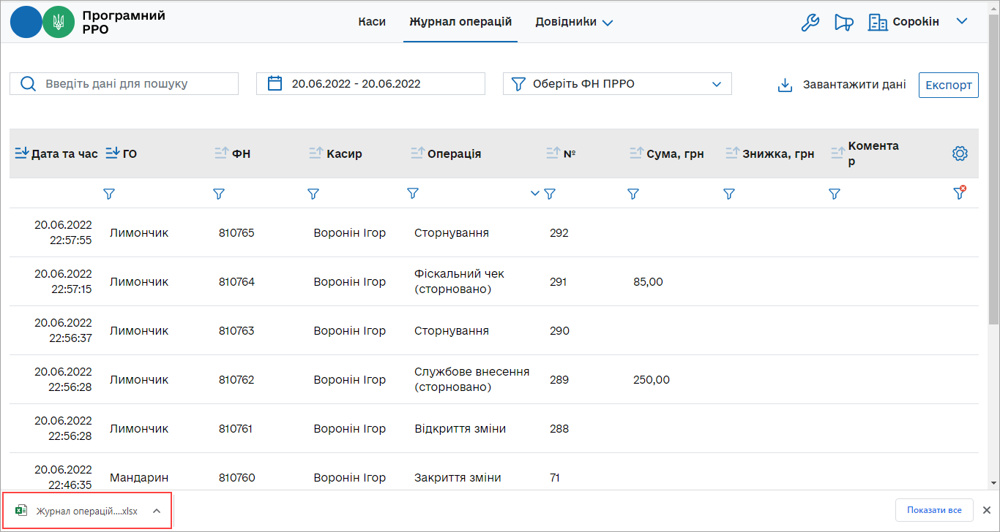 Програмний
РРО
Каси
Журнал операцій
Довідники
Сорокін
Введіть дані для пошуку
20.06.2022 - 20.06.2022
Оберіть ФН ПРРО
Завантажити дані
Експорт
Дата та час ГО ФН Касир Операція № Сума, грн Знижка, грн Комента
р
20.06.2022
22:57:55 Лимончик 810765 Воронін Ігор Сторнування 292
20.06.2022
22:57:15 Лимончик 810764 Воронін Ігор Фіскальний чек
(сторновано) 291 85,00
20.06.2022
22:56:37 Лимончик 810763 Воронін Ігор Сторнування 290
20.06.2022
22:56:28 Лимончик 810762 Воронін Ігор Службове внесення
(сторновано) 289 250,00
20.06.2022
22:56:28 Лимончик 810761 Воронін Ігор Відкриття зміни 288
20.06.2022
22:46:35 Мандарин 810760 Воронін Ігор Закриття зміни 71
Журнал операцій....xlsx
Показати все